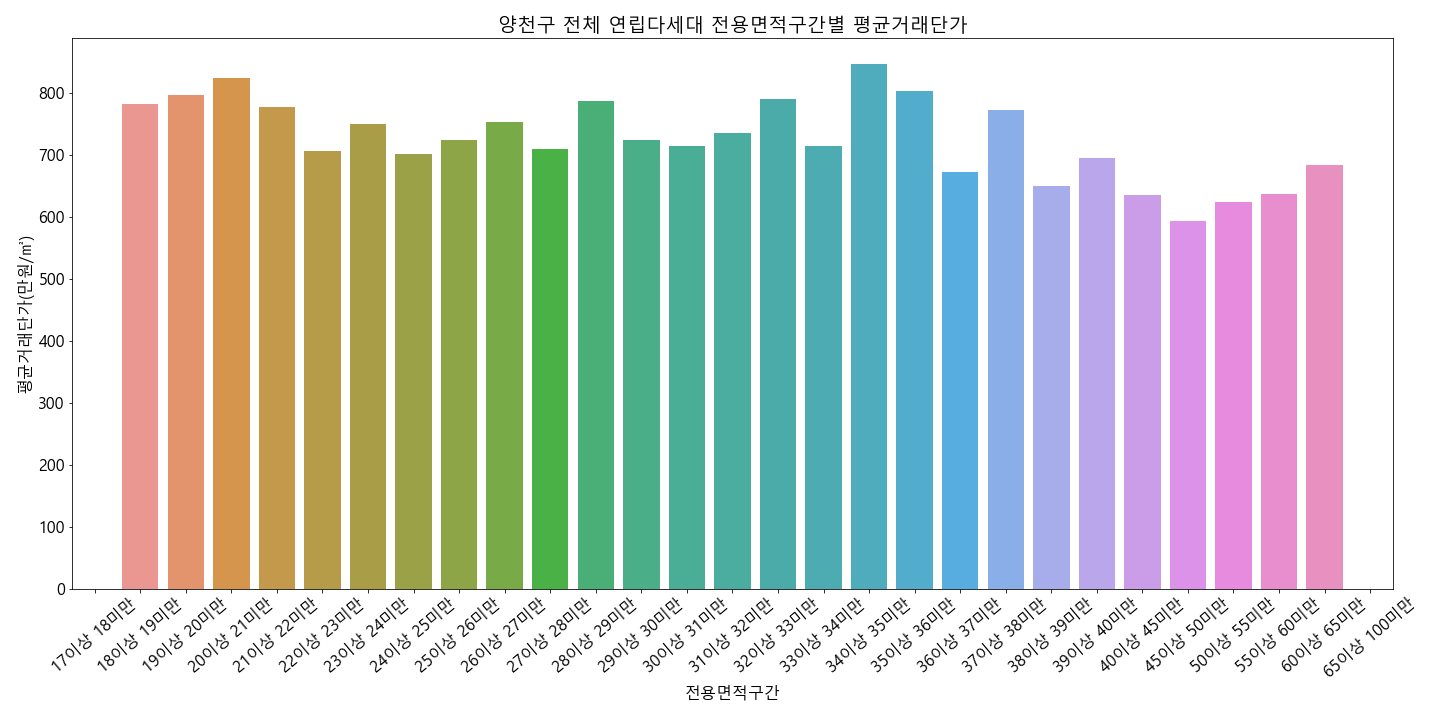 양천구 전체 연립다세대 전용면적구간별 평균거래단가
평균거래단가(만원/㎡)
800
700
600
500
400
300
200
100
0
17이상 18미만
18이상 19미만
19이상 20미만
20이상 21미만
21이상 22미만
22이상 23미만
23이상 24미만
24이상 25미만
25이상 26미만
26이상 27미만
27이상 28미만
28이상 29미만
29이상 30미만
30이상 31미만
31이상 32미만
32이상 33미만
33이상 34미만
34이상 35미만
35이상 36미만
36이상 37미만
37이상 38미만
38이상 39미만
39이상 40미만
40이상 45미만
45이상 50미만
50이상 55미만
55이상 60미만
60이상 65미만
65이상 100미만
전용면적구간